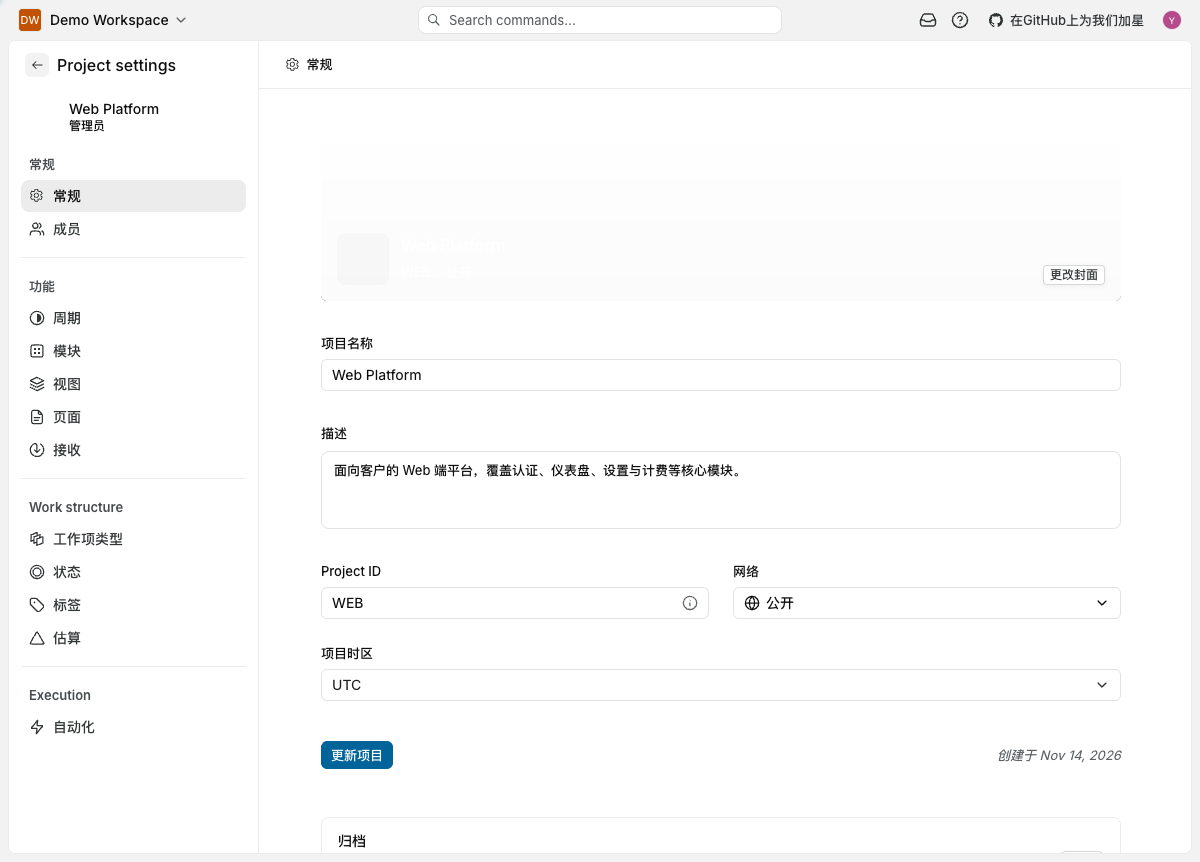 DW Demo Workspace
Search commands...
在GitHub上为我们加星
Y
Project settings
Web Platform
管理员
常规
常规
成员
功能
周期
模块
视图
页面
接收
Work structure
工作项类型
状态
标签
估算
Execution
自动化
常规
Web Platform
更改封面
项目名称
Web Platform
描述
面向客户的 Web 端平台，覆盖认证、仪表盘、设置与计费等核心模块。
Project ID
网络
WEB
公开
项目时区
UTC
更新项目
创建于 Nov 14, 2026
归档